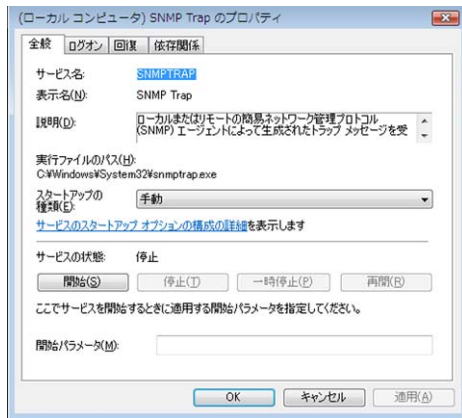 (ローカル コンピュータ) SNMP Trap のプロパティ
全般 ログオン 回復 依存関係
サービス名: SNMPTRAP
表示名(N): SNMP Trap
説明(D): ローカルまたはリモートの簡易ネットワーク管理プロトコル
(SNMP) エージェントによって生成されたトラップ メッセージを受
実行ファイルのパス(H):
C:¥Windows¥System32¥snmptrap.exe
スタートアップの
種類(E): 手動
サービスのスタートアップ オプションの構成の詳細を表示します
サービスの状態: 停止
開始(S) 停止(T) 一時停止(P) 再開(R)
ここでサービスを開始するときに適用する開始パラメータを指定してください。
開始パラメータ(M):
OK キャンセル 適用(A)